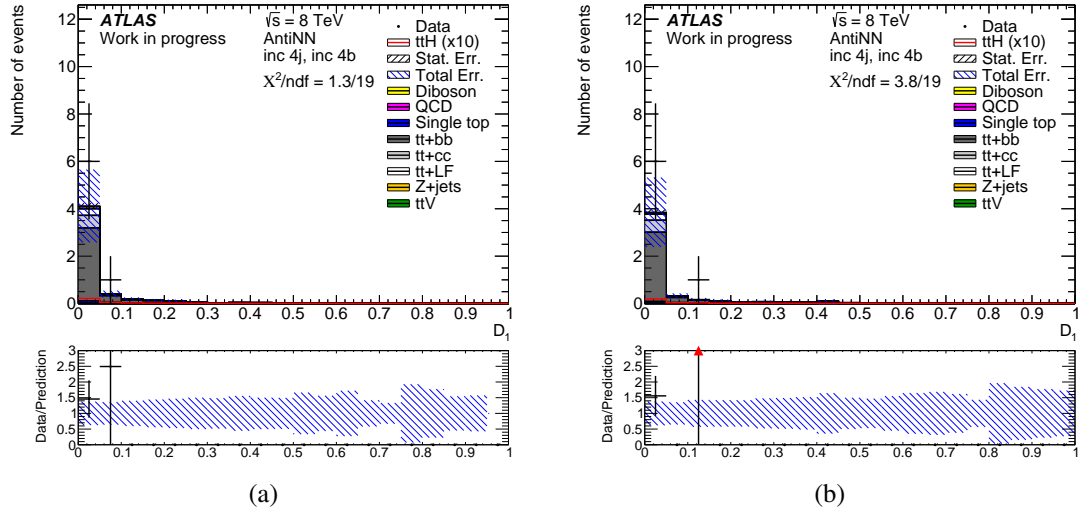 ATLAS
Work in progress
√s = 8 TeV
AntiNN
inc 4j, inc 4b
Χ²/ndf = 1.3/19
Data
ttH (x10)
Stat. Err.
Total Err.
Diboson
QCD
Single top
tt+bb
tt+cc
tt+LF
Z+jets
ttV
Number of events
12
10
8
6
4
2
0
0 0.1 0.2 0.3 0.4 0.5 0.6 0.7 0.8 0.9 1
D₁
Data/Prediction
3
2.5
2
1.5
1
0.5
0
0 0.1 0.2 0.3 0.4 0.5 0.6 0.7 0.8 0.9 1
(a)
ATLAS
Work in progress
√s = 8 TeV
AntiNN
inc 4j, inc 4b
Χ²/ndf = 3.8/19
Data
ttH (x10)
Stat. Err.
Total Err.
Diboson
QCD
Single top
tt+bb
tt+cc
tt+LF
Z+jets
ttV
Number of events
12
10
8
6
4
2
0
0 0.1 0.2 0.3 0.4 0.5 0.6 0.7 0.8 0.9 1
D₁
Data/Prediction
3
2.5
2
1.5
1
0.5
0
0 0.1 0.2 0.3 0.4 0.5 0.6 0.7 0.8 0.9 1
(b)